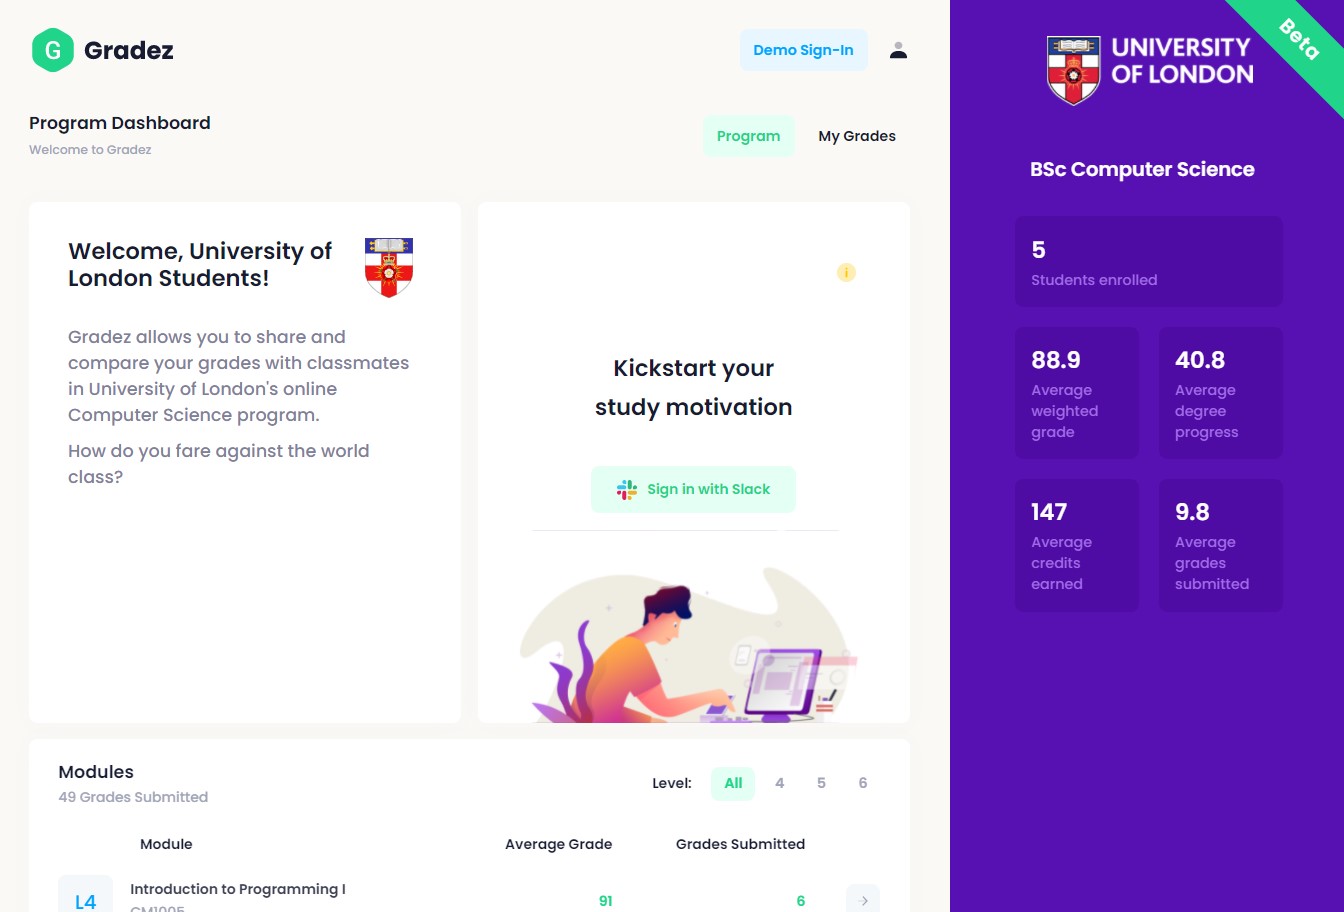 G Gradez
Demo Sign-In
Program Dashboard
Welcome to Gradez
Program
My Grades
Welcome, University of
London Students!
Gradez allows you to share and
compare your grades with classmates
in University of London's online
Computer Science program.
How do you fare against the world
class?
i
Kickstart your
study motivation
Sign in with Slack
Modules
49 Grades Submitted
Level:
All
4
5
6
Module
Average Grade
Grades Submitted
L4
Introduction to Programming I
CM1005
91
6
UNIVERSITY
OF LONDON
Beta
BSc Computer Science
5
Students enrolled
88.9
Average
weighted
grade
40.8
Average
degree
progress
147
Average
credits
earned
9.8
Average
grades
submitted